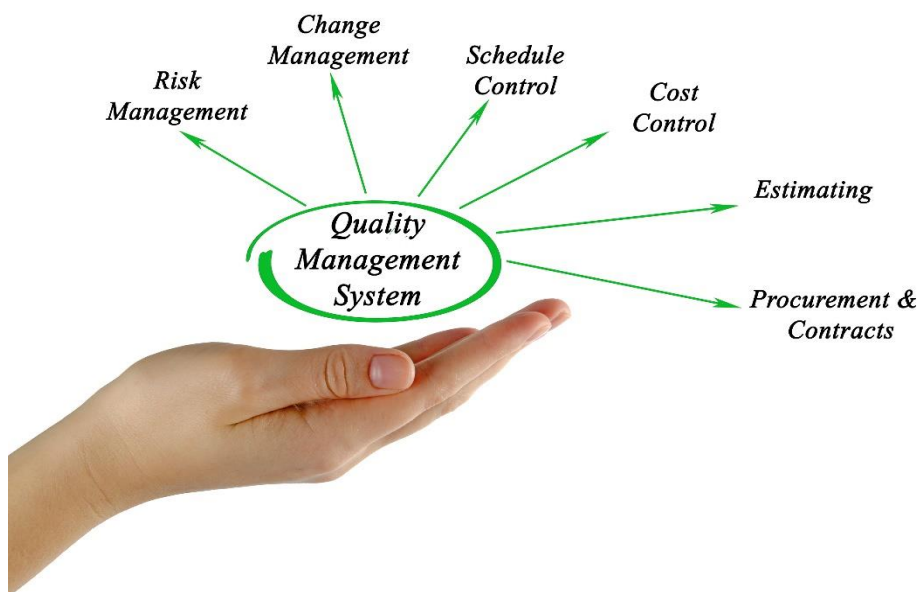 Change
Management
Schedule
Control
Risk
Management
Cost
Control
Estimating
Quality
Management
System
Procurement &
Contracts